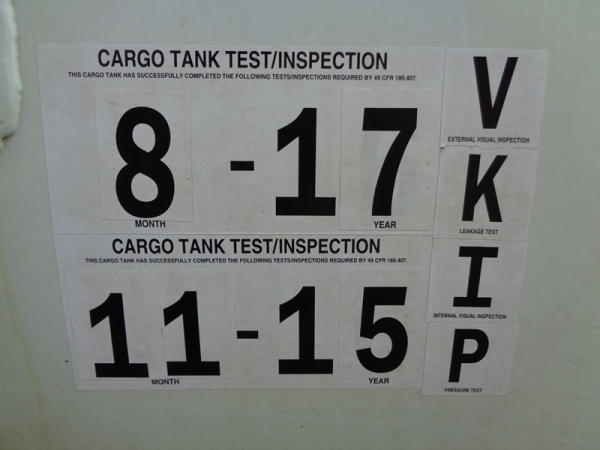 CARGO TANK TEST/INSPECTION
THIS CARGO TANK HAS SUCCESSFULLY COMPLETED THE FOLLOWING TESTS/INSPECTIONS REQUIRED BY 49 CFR 180.407.
8 - 17
MONTH YEAR
V
EXTERNAL VISUAL INSPECTION
K
LEAKAGE TEST
CARGO TANK TEST/INSPECTION
THIS CARGO TANK HAS SUCCESSFULLY COMPLETED THE FOLLOWING TESTS/INSPECTIONS REQUIRED BY 49 CFR 180.407.
11 - 15
MONTH YEAR
I
INTERNAL VISUAL INSPECTION
P
PRESSURE TEST